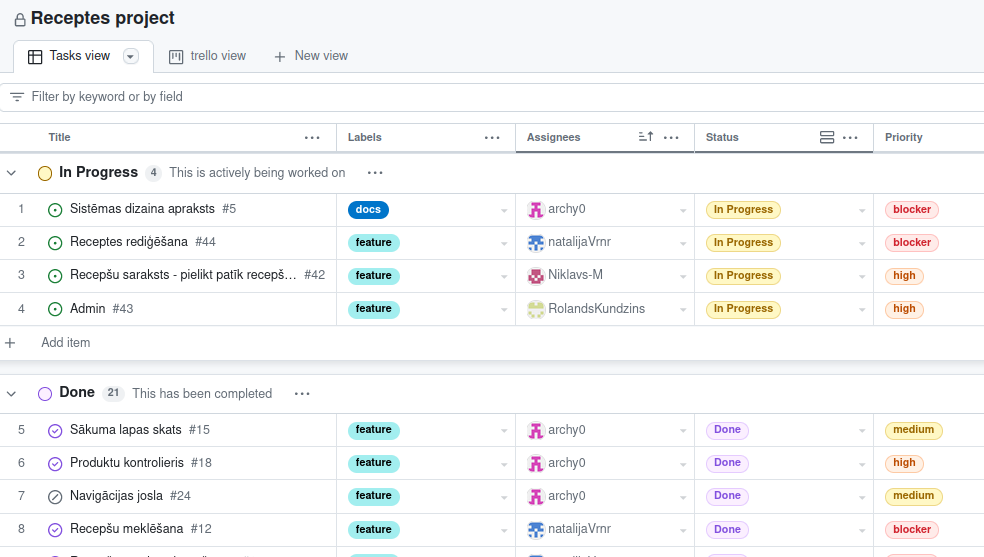 Receptes project
Tasks view trello view New view
Filter by keyword or by field
Title Labels Assignees Status Priority
In Progress 4 This is actively being worked on
1 Sistēmas dizaina apraksts #5 docs archy0 In Progress blocker
2 Receptes rediģēšana #44 feature natalijaVrnr In Progress blocker
3 Recepšu saraksts - pielikt patīk recepš… #42 feature Niklavs-M In Progress high
4 Admin #43 feature RolandsKundzins In Progress high
Add item
Done 21 This has been completed
5 Sākuma lapas skats #15 feature archy0 Done medium
6 Produktu kontrolieris #18 feature archy0 Done high
7 Navigācijas josla #24 feature archy0 Done medium
8 Recepšu meklēšana #12 feature natalijaVrnr Done blocker